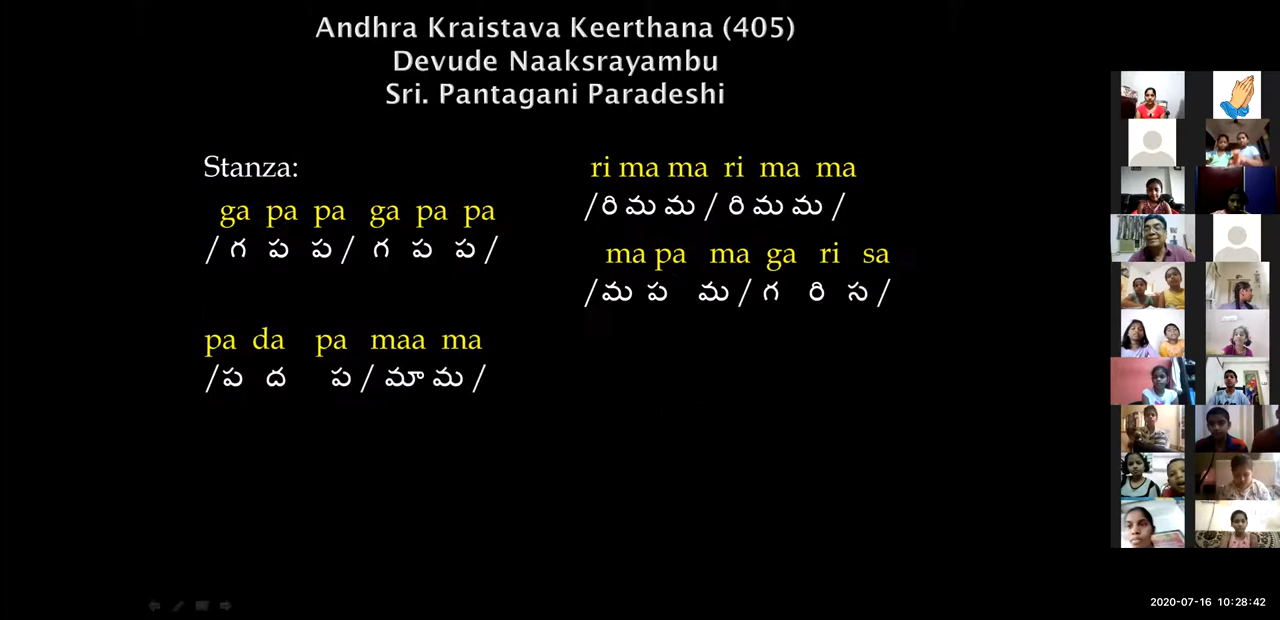 Andhra Kraistava Keerthana (405)
Devude Naaksrayambu
Sri. Pantagani Paradeshi
Stanza:
ga pa pa ga pa pa
/ గ ప ప / గ ప ప /
pa da pa maa ma
/ప ద ప / మా మ /
ri ma ma ri ma ma
/రి మ మ / రి మ మ /
ma pa ma ga ri sa
/మ ప మ / గ రి స /
2020-07-16 10:28:42